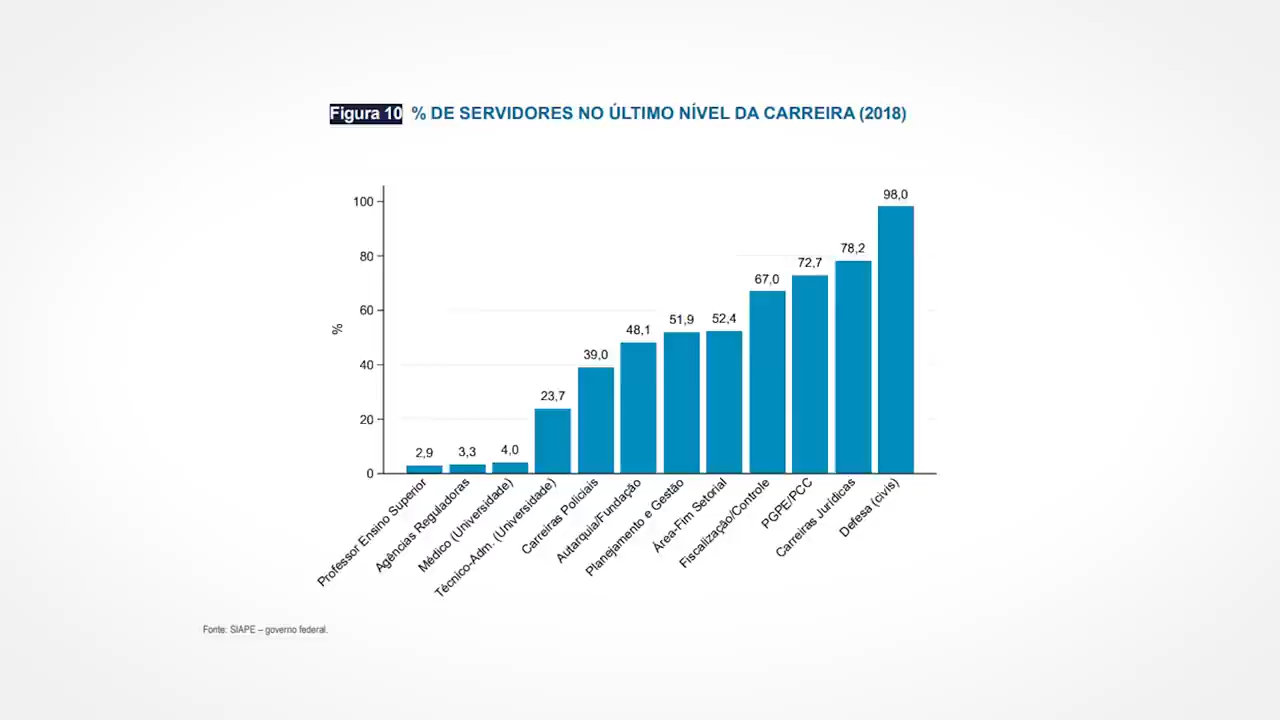 Figura 10 % DE SERVIDORES NO ÚLTIMO NÍVEL DA CARREIRA (2018)
%
100
80
60
40
20
0
2,9
3,3
4,0
23,7
39,0
48,1
51,9
52,4
67,0
72,7
78,2
98,0
Professor Ensino Superior
Agências Reguladoras
Médico (Universidade)
Técnico-Adm. (Universidade)
Carreiras Policiais
Autarquia/Fundação
Planejamento e Gestão
Área-Fim Setorial
Fiscalização/Controle
PGPE/PCC
Carreiras Jurídicas
Defesa (civis)
Fonte: SIAPE – governo federal.